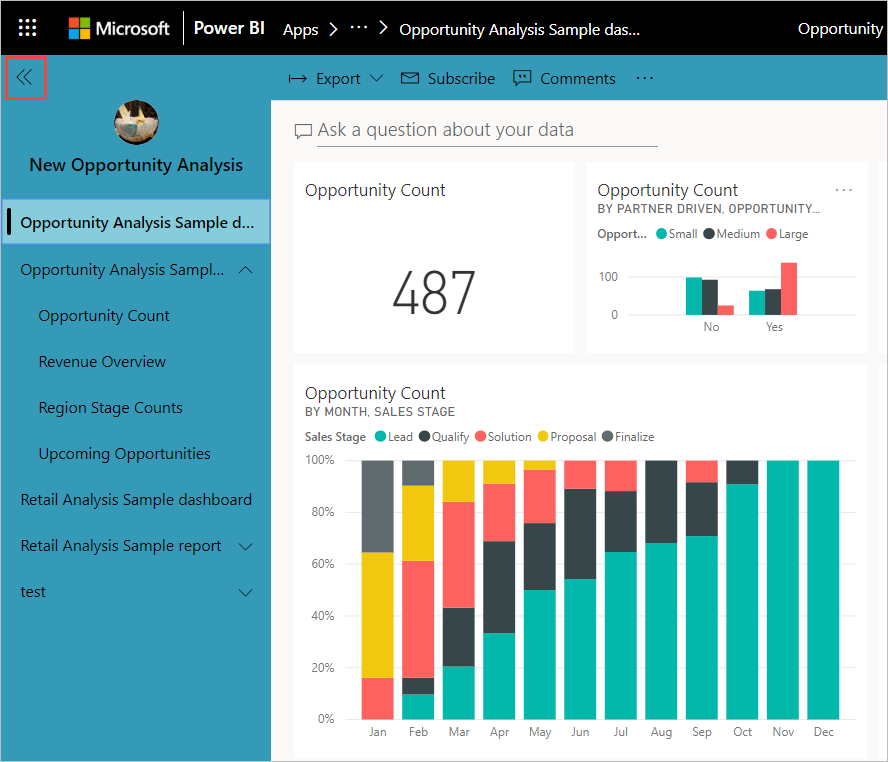 Microsoft Power BI Apps ··· Opportunity Analysis Sample das... Opportunity
Export Subscribe Comments ···
New Opportunity Analysis
Opportunity Analysis Sample d...
Opportunity Analysis Sampl...
Opportunity Count
Revenue Overview
Region Stage Counts
Upcoming Opportunities
Retail Analysis Sample dashboard
Retail Analysis Sample report
test
Ask a question about your data
Opportunity Count
487
Opportunity Count ···
BY PARTNER DRIVEN, OPPORTUNITY...
Opport... Small Medium Large
100
0
No Yes
Opportunity Count
BY MONTH, SALES STAGE
Sales Stage Lead Qualify Solution Proposal Finalize
100%
80%
60%
40%
20%
0%
Jan Feb Mar Apr May Jun Jul Aug Sep Oct Nov Dec